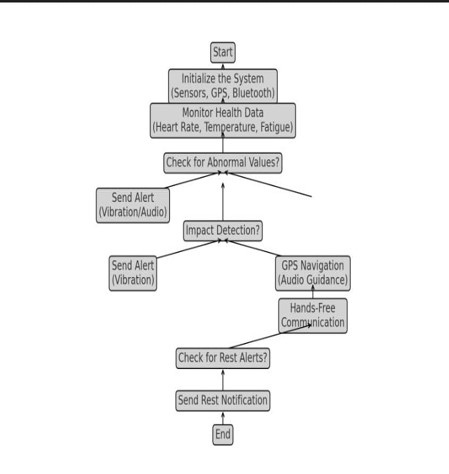 Start
Initialize the System
(Sensors, GPS, Bluetooth)
Monitor Health Data
(Heart Rate, Temperature, Fatigue)
Check for Abnormal Values?
Send Alert
(Vibration/Audio)
Impact Detection?
Send Alert
(Vibration)
GPS Navigation
(Audio Guidance)
Hands-Free
Communication
Check for Rest Alerts?
Send Rest Notification
End